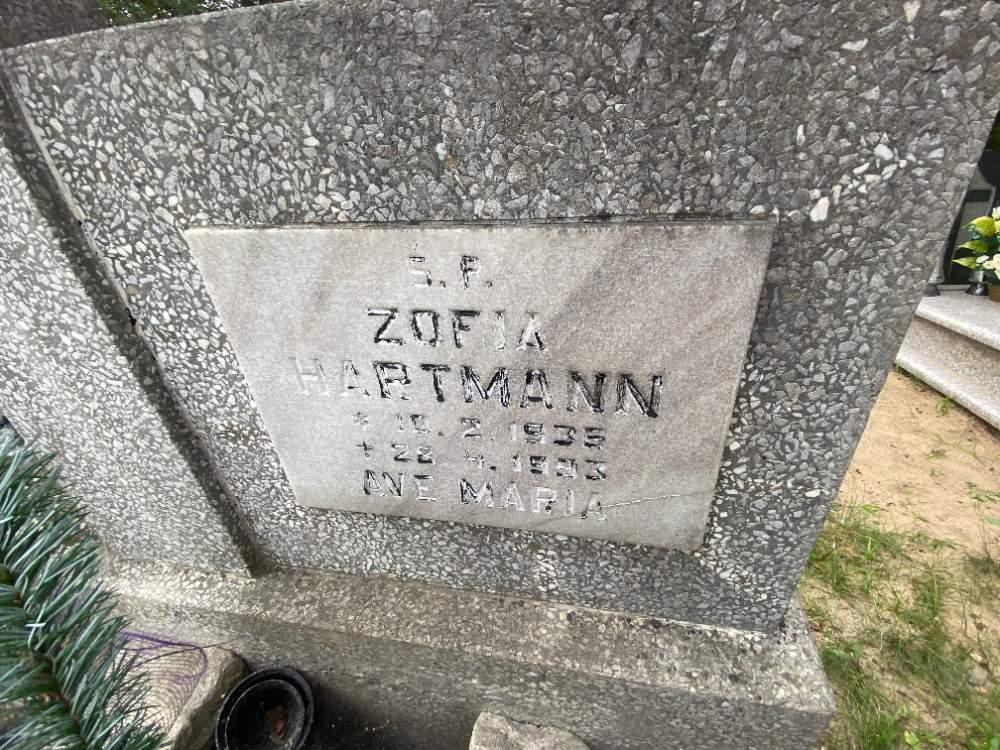 Ś.P.
ZOFIA
HARTMANN
* 10.2.1935
† 22.4.1983
AVE MARIA